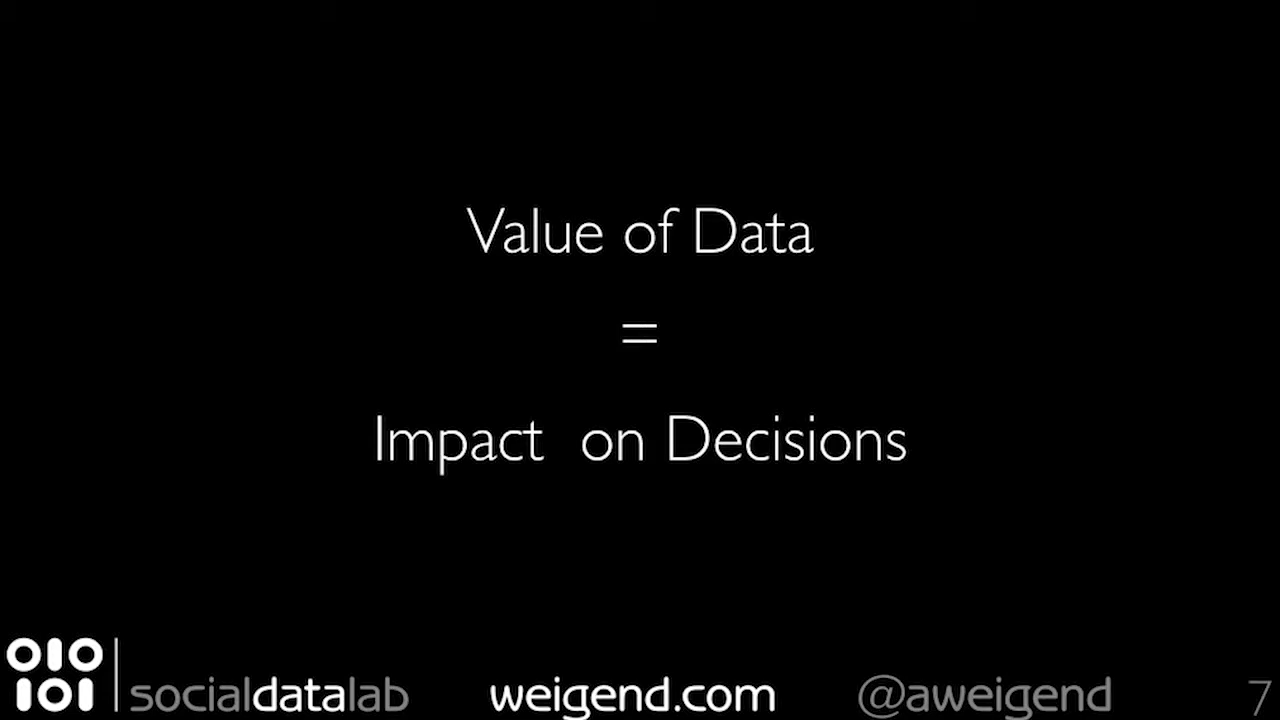 Value of Data
=
Impact on Decisions
010
101
socialdatalab weigend.com @aweigend 7